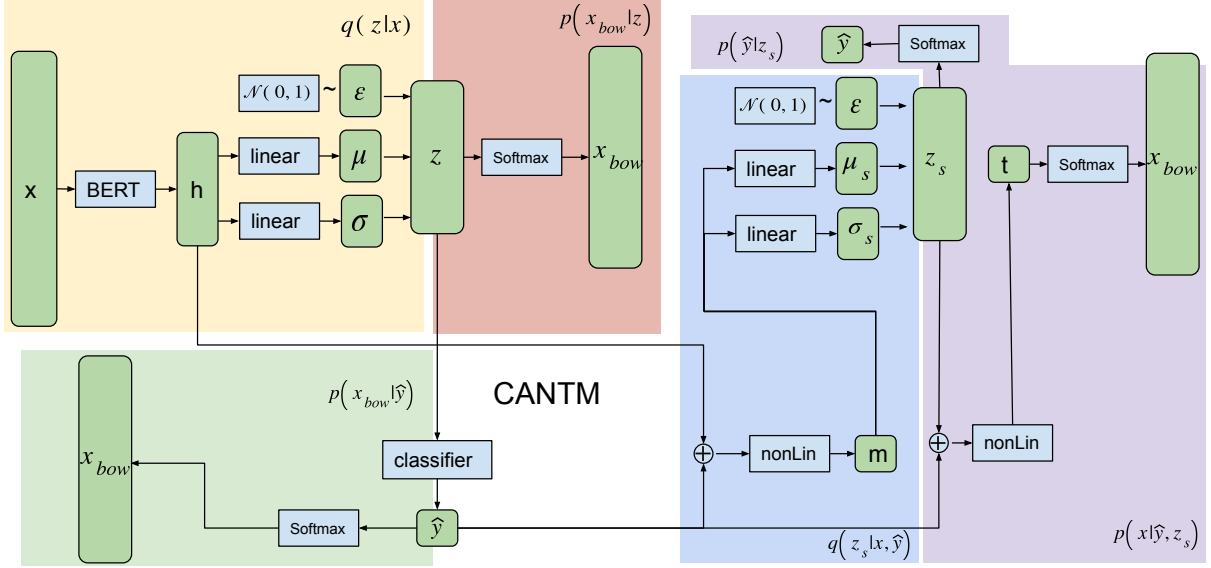 q( z|x)
p( x_bow|z)
x
BERT
h
𝒩( 0, 1) ~ ε
linear
μ
linear
σ
z
Softmax
x_bow
p( ŷ|z_s)
ŷ
Softmax
𝒩( 0, 1) ~ ε
linear
μ_s
linear
σ_s
z_s
t
Softmax
x_bow
p( x_bow|ŷ)
CANTM
x_bow
classifier
Softmax
ŷ
⊕
nonLin
m
⊕
nonLin
q( z_s|x, ŷ)
p( x|ŷ, z_s)